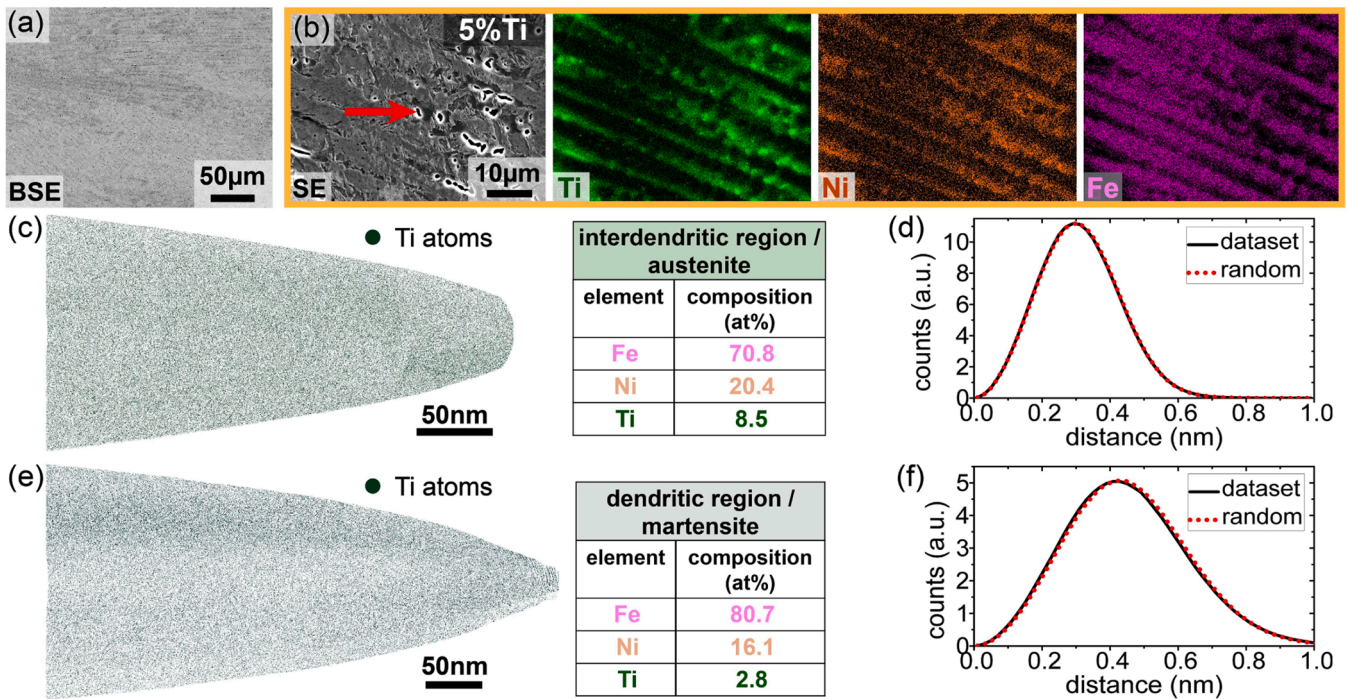 (a)
BSE
50µm
(b)
5%Ti
SE
10µm
Ti
Ni
Fe
(c)
Ti atoms
50nm
interdendritic region /
austenite
element composition
(at%)
Fe 70.8
Ni 20.4
Ti 8.5
(d)
counts (a.u.)
10
8
6
4
2
0
0.0 0.2 0.4 0.6 0.8 1.0
distance (nm)
dataset
random
(e)
Ti atoms
50nm
dendritic region /
martensite
element composition
(at%)
Fe 80.7
Ni 16.1
Ti 2.8
(f)
counts (a.u.)
5
4
3
2
1
0
0.0 0.2 0.4 0.6 0.8 1.0
distance (nm)
dataset
random